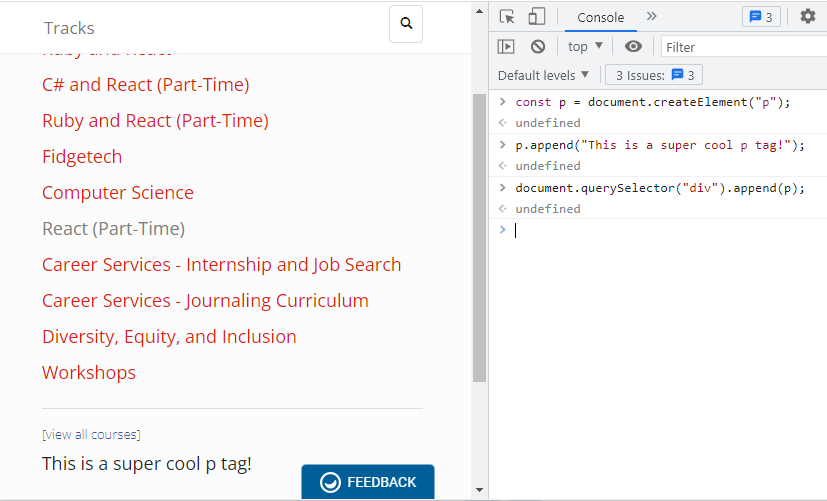 Tracks
Ruby and React
C# and React (Part-Time)
Ruby and React (Part-Time)
Fidgetech
Computer Science
React (Part-Time)
Career Services - Internship and Job Search
Career Services - Journaling Curriculum
Diversity, Equity, and Inclusion
Workshops
[view all courses]
This is a super cool p tag!
FEEDBACK
Console » 3
top ▼ Filter
Default levels ▼ 3 Issues: 3
> const p = document.createElement("p");
<· undefined
> p.append("This is a super cool p tag!");
<· undefined
> document.querySelector("div").append(p);
<· undefined
>